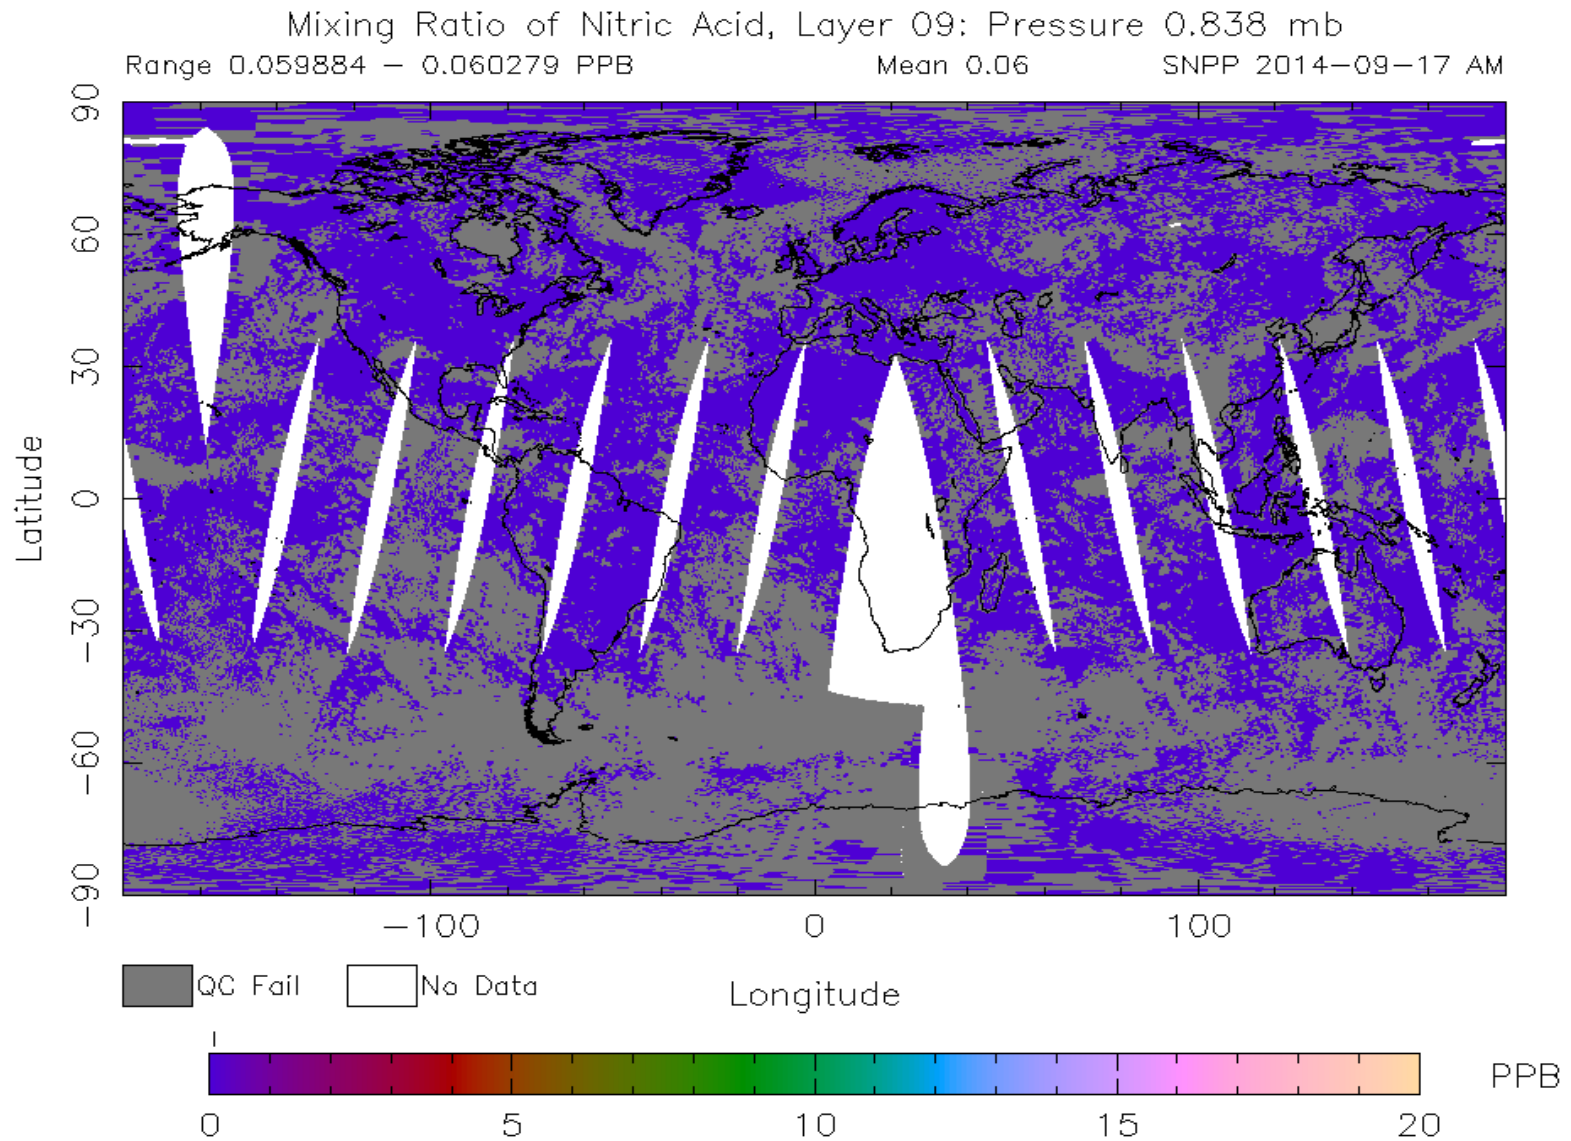 Mixing Ratio of Nitric Acid, Layer 09: Pressure 0.838 mb
Range 0.059884 – 0.060279 PPB Mean 0.06 SNPP 2014–09–17 AM
90
60
30
0
−30
−60
−90
Latitude
−100 0 100
QC Fail No Data Longitude
PPB
0 5 10 15 20